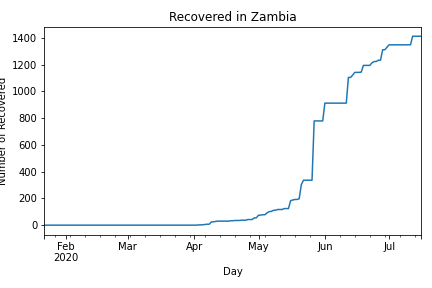 Recovered in Zambia
1400
1200
1000
800
600
400
200
0
Number of Recovered
Feb
2020
Mar
Apr
May
Jun
Jul
Day